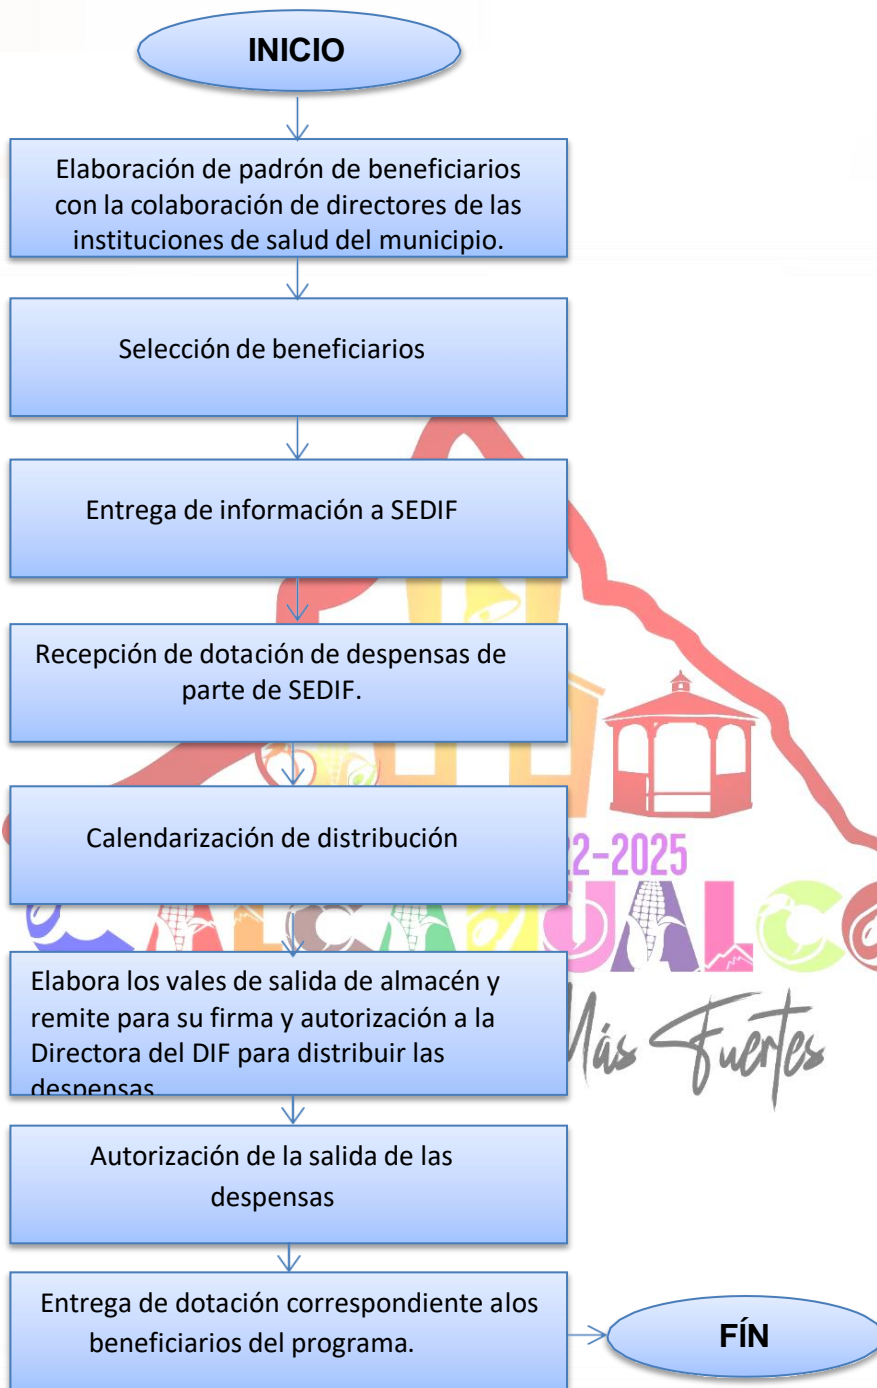 INICIO
Elaboración de padrón de beneficiarios
con la colaboración de directores de las
instituciones de salud del municipio.
Selección de beneficiarios
Entrega de información a SEDIF
Recepción de dotación de despensas de
parte de SEDIF.
Calendarización de distribución
22-2025
CALCAHUALCO
Elabora los vales de salida de almacén y
remite para su firma y autorización a la
Directora del DIF para distribuir las
despensas.
Más Fuertes
Autorización de la salida de las
despensas
Entrega de dotación correspondiente alos
beneficiarios del programa.
FÍN